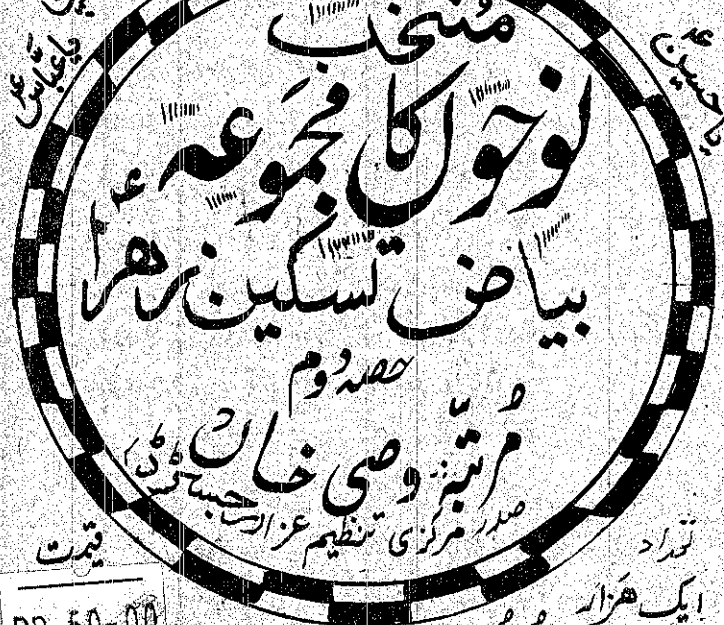 یا عباسؑ
یا حسینؑ
منتخب
نوحوں کا مجموعہ
بیاض تسکین زہراؑ
حصہ دوم
مرتبہ وصی خان
صدر مرکزی تنظیم عزا رجسٹرڈ
قیمت
تعداد
ایک ہزار